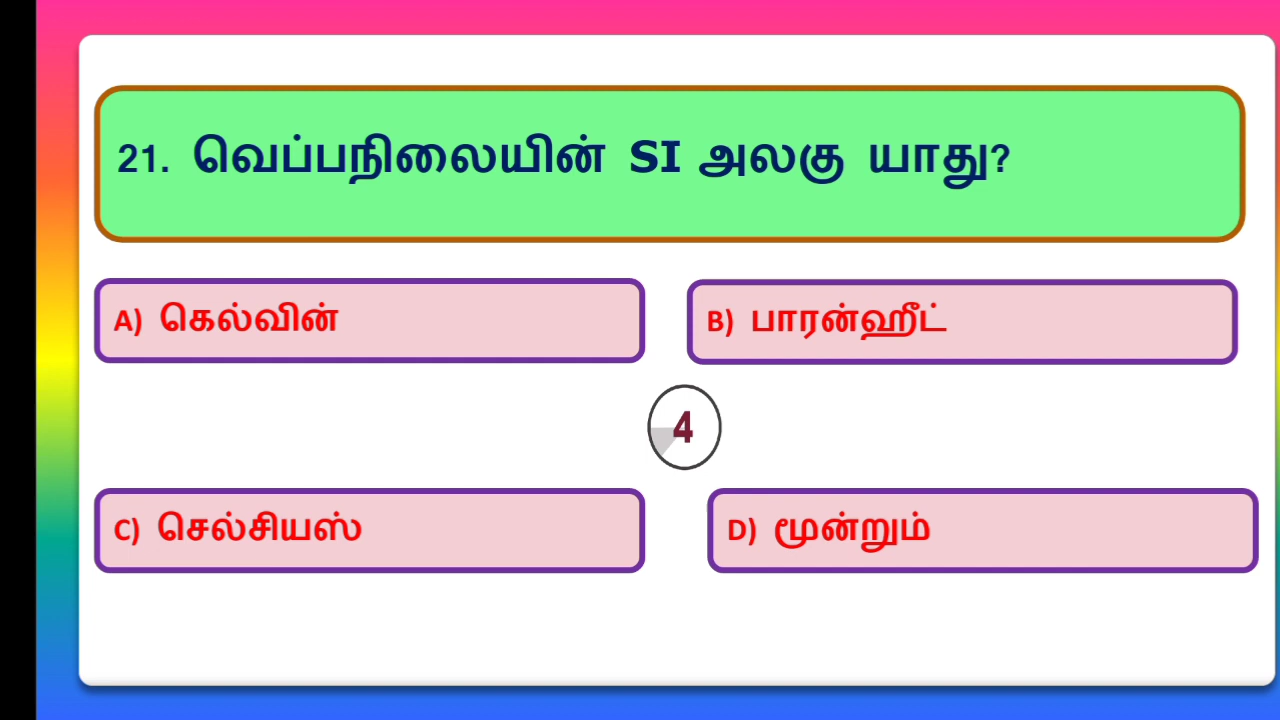 21. வெப்பநிலையின் SI அலகு யாது?
A) கெல்வின்
B) பாரன்ஹீட்
4
C) செல்சியஸ்
D) மூன்றும்